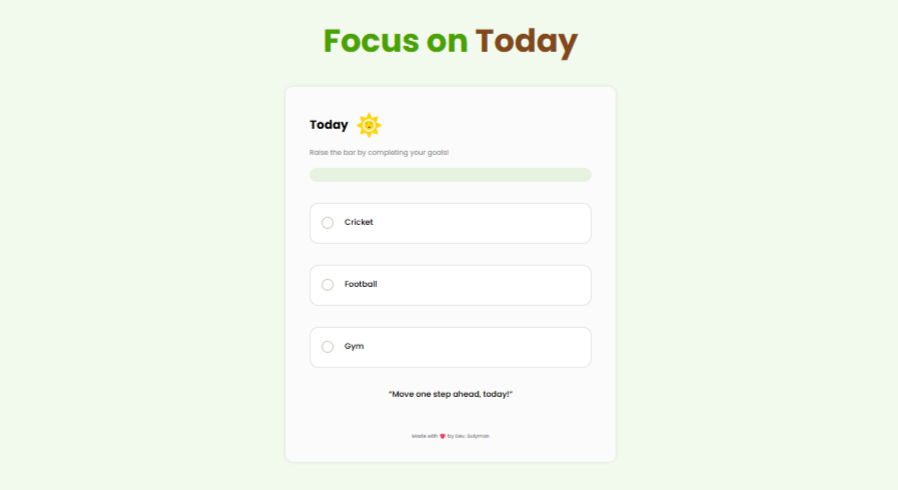 Focus on Today
Today
Raise the bar by completing your goals!
Cricket
Football
Gym
"Move one step ahead, today!"
Made with by Dev. Sulyman